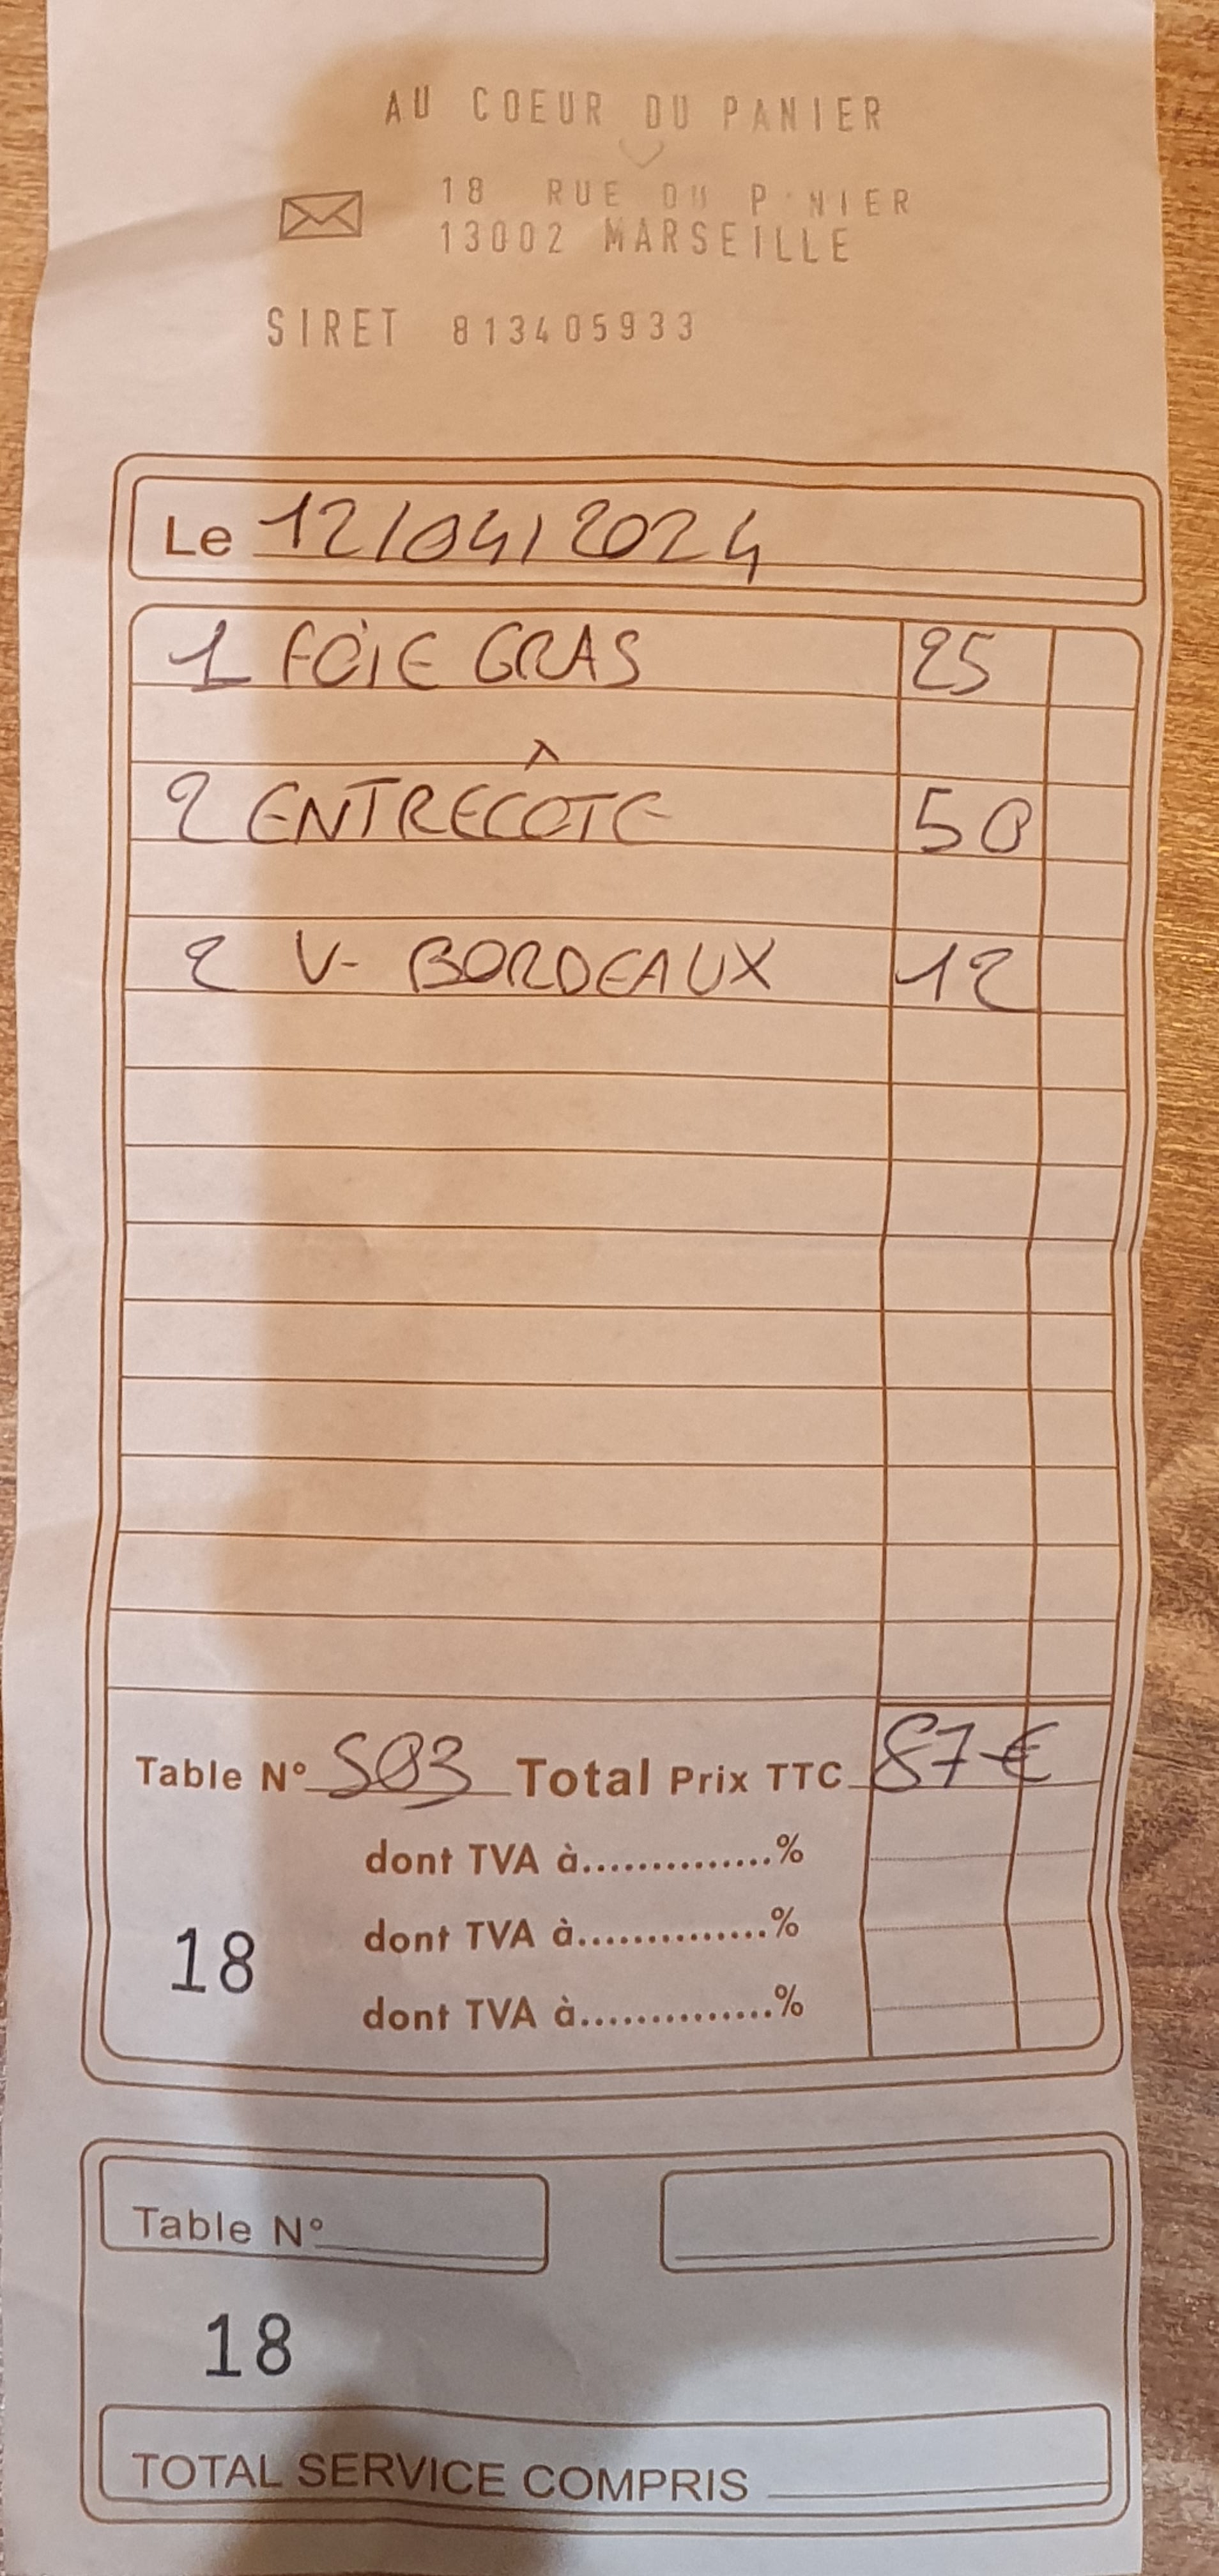 AU COEUR DU PANIER
18 RUE DU PANIER
13002 MARSEILLE
SIRET 813405933
Le 12/04/2024
1 FOIE GRAS 25
2 ENTRECÔTE 50
2 V- BORDEAUX 12
Table N° S03 Total Prix TTC 87€
dont TVA à..............%
dont TVA à..............%
18
dont TVA à..............%
Table N°
18
TOTAL SERVICE COMPRIS